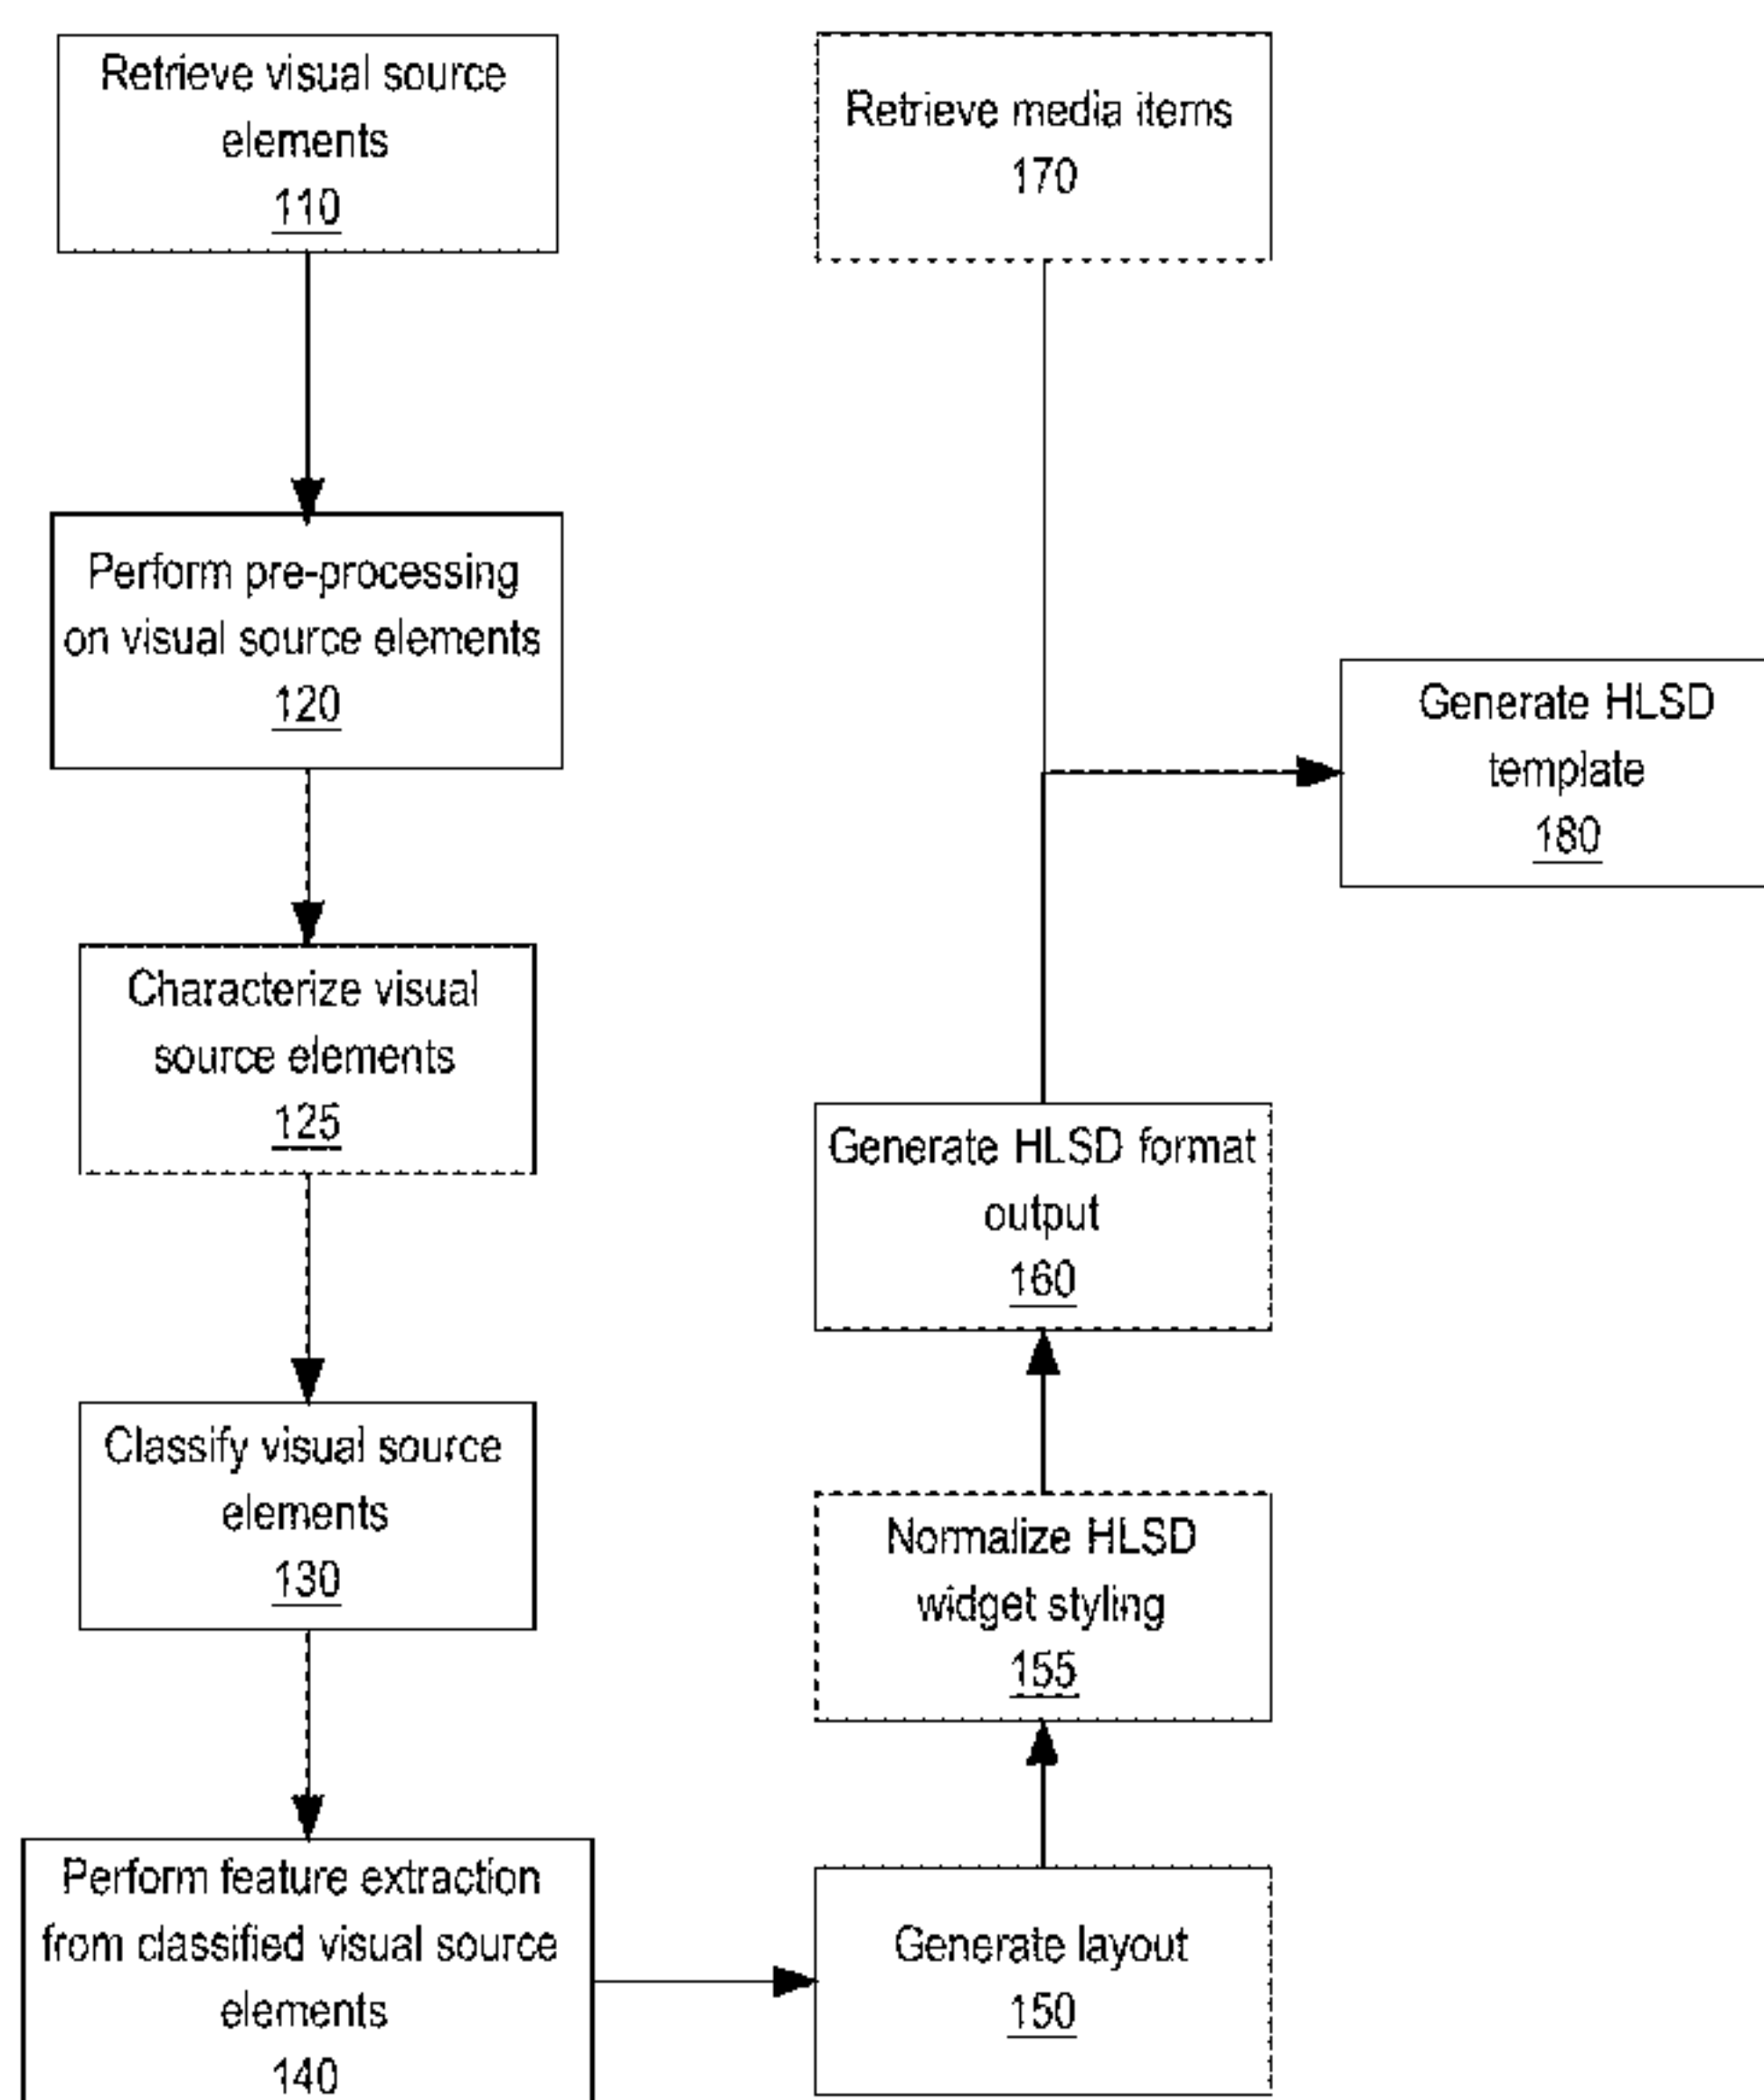 Retrieve visual source
elements
110
Perform pre-processing
on visual source elements
120
Characterize visual
source elements
125
Classify visual source
elements
130
Perform feature extraction
from classified visual source
elements
140
Generate layout
150
Normalize HLSD
widget styling
155
Generate HLSD format
output
160
Retrieve media items
170
Generate HLSD
template
180